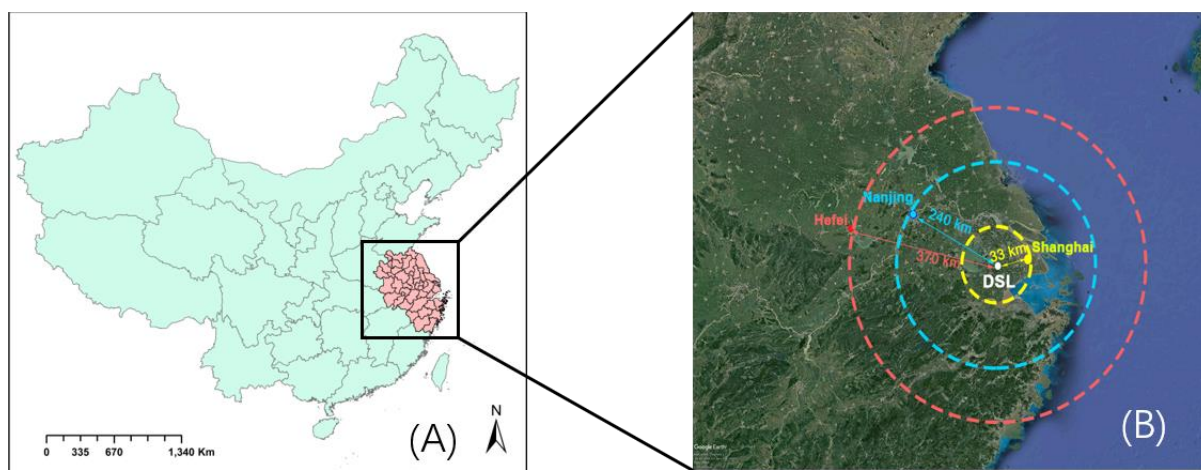 (A)
N
0 335 670 1,340 Km
Nanjing
Hefei
240 km
370 km
33 km
Shanghai
DSL
(B)
Google Earth